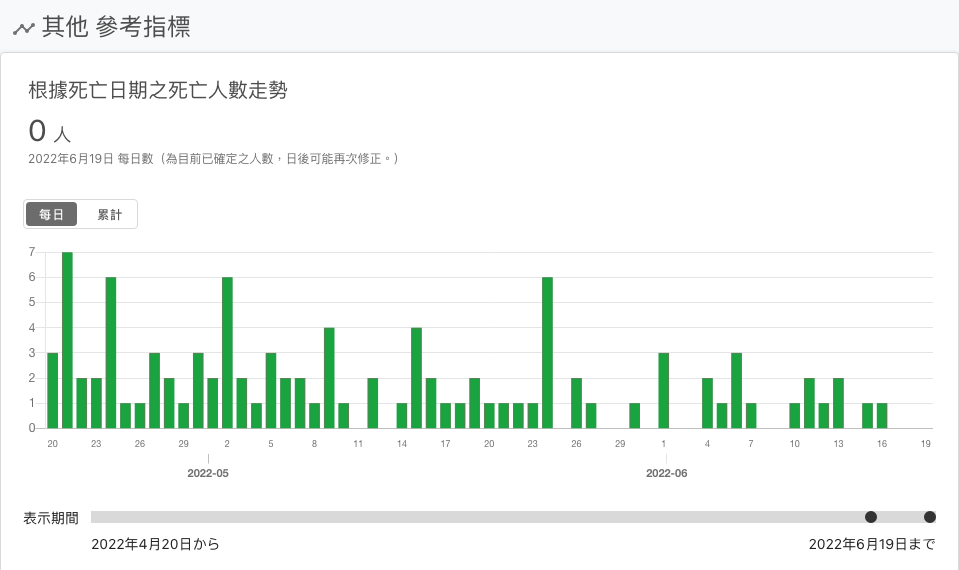 其他 參考指標
根據死亡日期之死亡人數走勢
0 人
2022年6月19日 每日數（為目前已確定之人數，日後可能再次修正。）
每日 累計
7
6
5
4
3
2
1
0
20 23 26 29 2 5 8 11 14 17 20 23 26 29 1 4 7 10 13 16 19
2022-05 2022-06
表示期間
2022年4月20日から 2022年6月19日まで